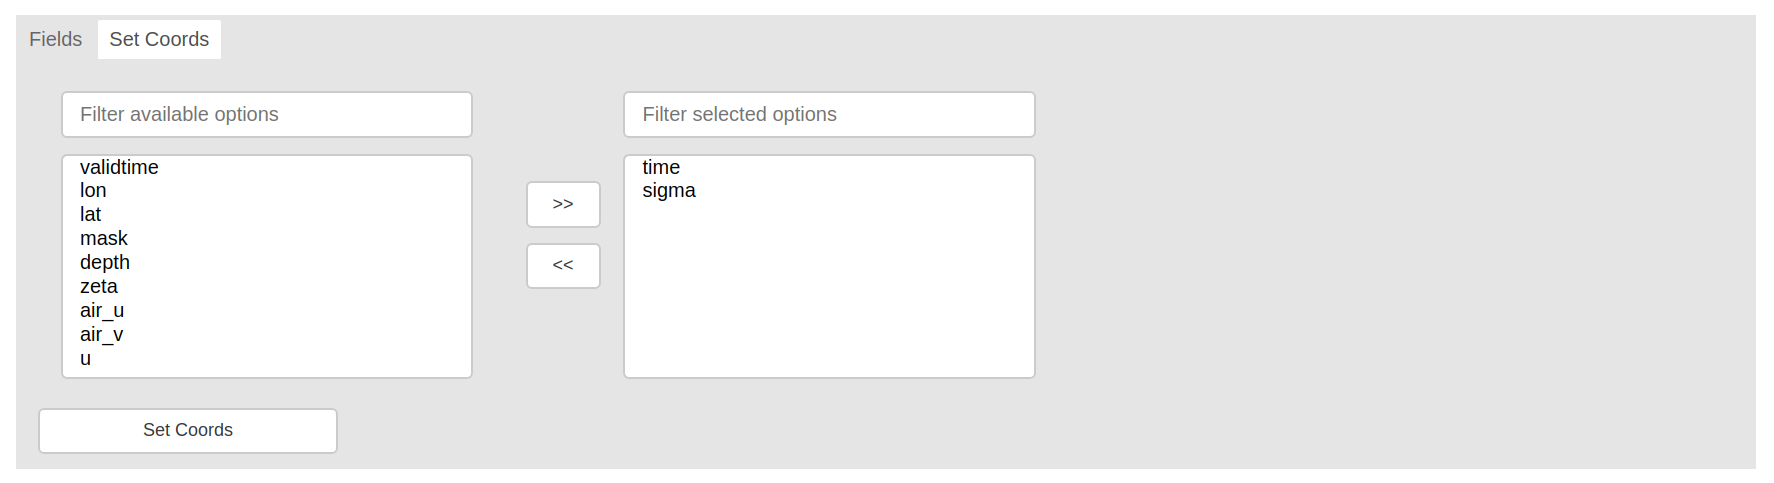 Fields Set Coords
Filter available options
validtime
lon
lat
mask
depth
zeta
air_u
air_v
u
>>
<<
Filter selected options
time
sigma
Set Coords